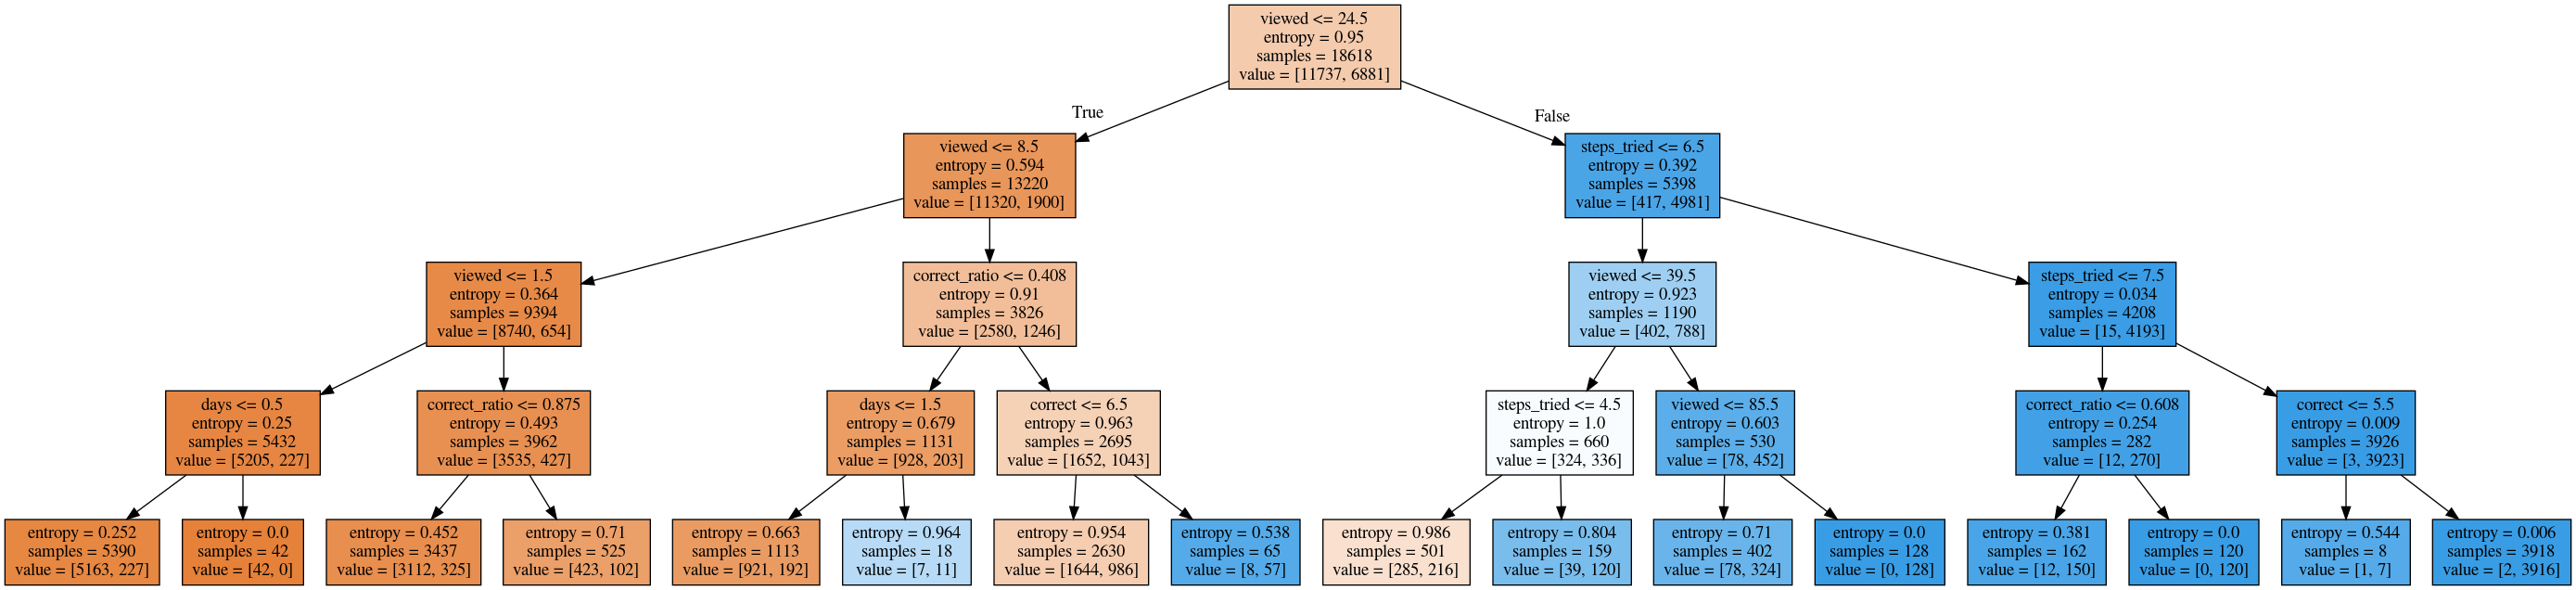 viewed <= 24.5
entropy = 0.95
samples = 18618
value = [11737, 6881]
True
False
viewed <= 8.5
entropy = 0.594
samples = 13220
value = [11320, 1900]
steps_tried <= 6.5
entropy = 0.392
samples = 5398
value = [417, 4981]
viewed <= 1.5
entropy = 0.364
samples = 9394
value = [8740, 654]
correct_ratio <= 0.408
entropy = 0.91
samples = 3826
value = [2580, 1246]
viewed <= 39.5
entropy = 0.923
samples = 1190
value = [402, 788]
steps_tried <= 7.5
entropy = 0.034
samples = 4208
value = [15, 4193]
days <= 0.5
entropy = 0.25
samples = 5432
value = [5205, 227]
correct_ratio <= 0.875
entropy = 0.493
samples = 3962
value = [3535, 427]
days <= 1.5
entropy = 0.679
samples = 1131
value = [928, 203]
correct <= 6.5
entropy = 0.963
samples = 2695
value = [1652, 1043]
steps_tried <= 4.5
entropy = 1.0
samples = 660
value = [324, 336]
viewed <= 85.5
entropy = 0.603
samples = 530
value = [78, 452]
correct_ratio <= 0.608
entropy = 0.254
samples = 282
value = [12, 270]
correct <= 5.5
entropy = 0.009
samples = 3926
value = [3, 3923]
entropy = 0.252
samples = 5390
value = [5163, 227]
entropy = 0.0
samples = 42
value = [42, 0]
entropy = 0.452
samples = 3437
value = [3112, 325]
entropy = 0.71
samples = 525
value = [423, 102]
entropy = 0.663
samples = 1113
value = [921, 192]
entropy = 0.964
samples = 18
value = [7, 11]
entropy = 0.954
samples = 2630
value = [1644, 986]
entropy = 0.538
samples = 65
value = [8, 57]
entropy = 0.986
samples = 501
value = [285, 216]
entropy = 0.804
samples = 159
value = [39, 120]
entropy = 0.71
samples = 402
value = [78, 324]
entropy = 0.0
samples = 128
value = [0, 128]
entropy = 0.381
samples = 162
value = [12, 150]
entropy = 0.0
samples = 120
value = [0, 120]
entropy = 0.544
samples = 8
value = [1, 7]
entropy = 0.006
samples = 3918
value = [2, 3916]